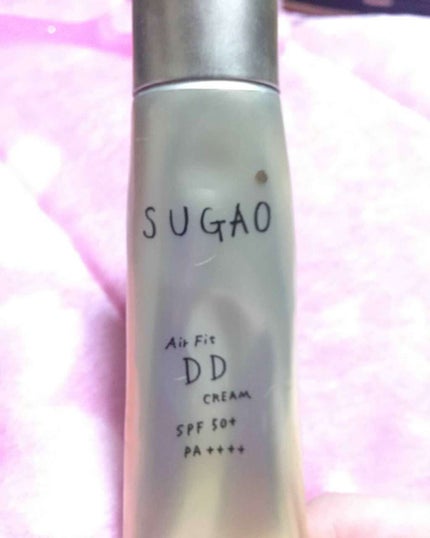 SUGAO
Air Fit
DD
CREAM
SPF 50+
PA++++